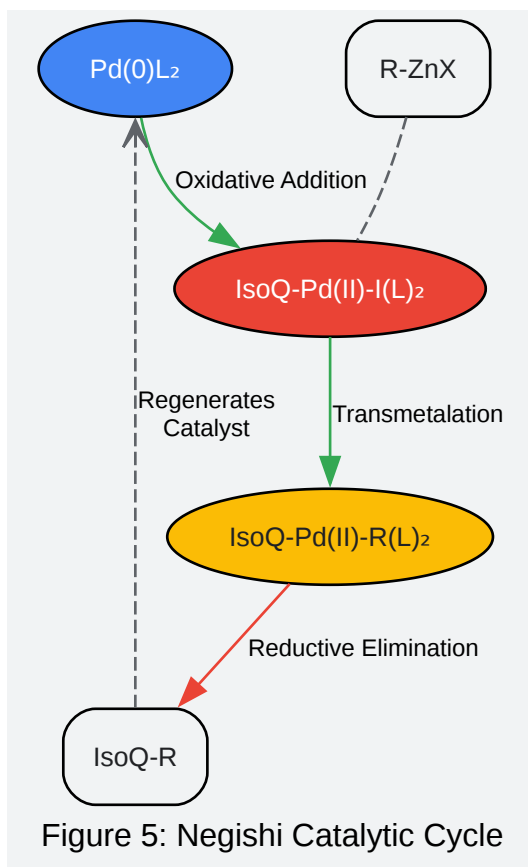 Pd(0)L₂
R-ZnX
Oxidative Addition
IsoQ-Pd(II)-I(L)₂
Regenerates
Catalyst
Transmetalation
IsoQ-Pd(II)-R(L)₂
Reductive Elimination
IsoQ-R
Figure 5: Negishi Catalytic Cycle